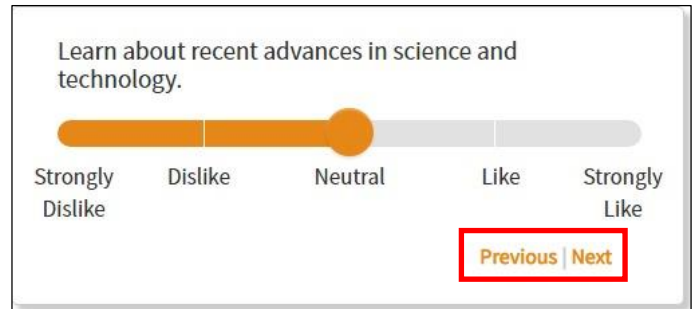 Learn about recent advances in science and
technology.
Strongly Dislike Dislike Neutral Like Strongly Like
Previous | Next